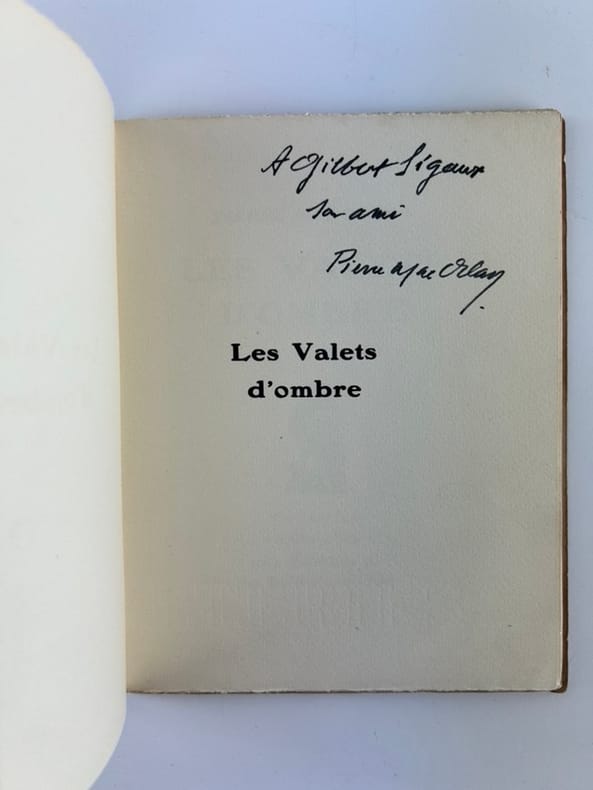 A Gilbert Sigaux
son ami
Pierre Mac Orlan
Les Valets
d'ombre